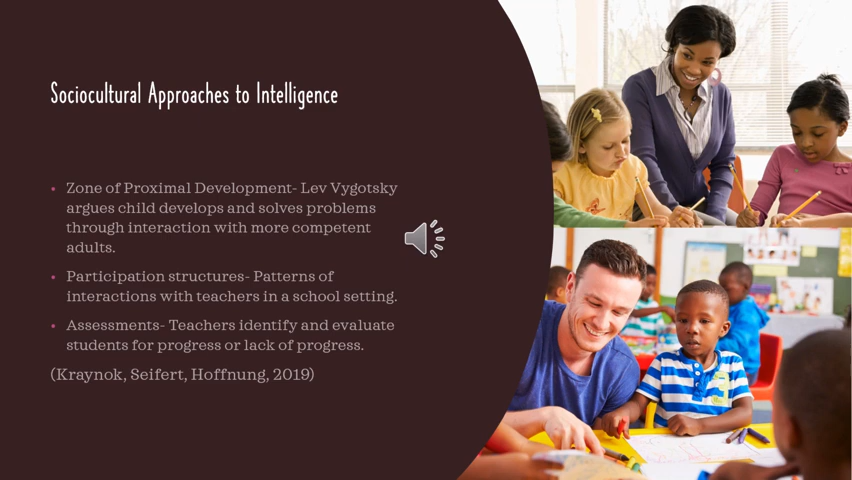 Sociocultural Approaches to Intelligence
• Zone of Proximal Development- Lev Vygotsky
argues child develops and solves problems
through interaction with more competent
adults.
• Participation structures- Patterns of
interactions with teachers in a school setting.
• Assessments- Teachers identify and evaluate
students for progress or lack of progress.
(Kraynok, Seifert, Hoffnung, 2019)